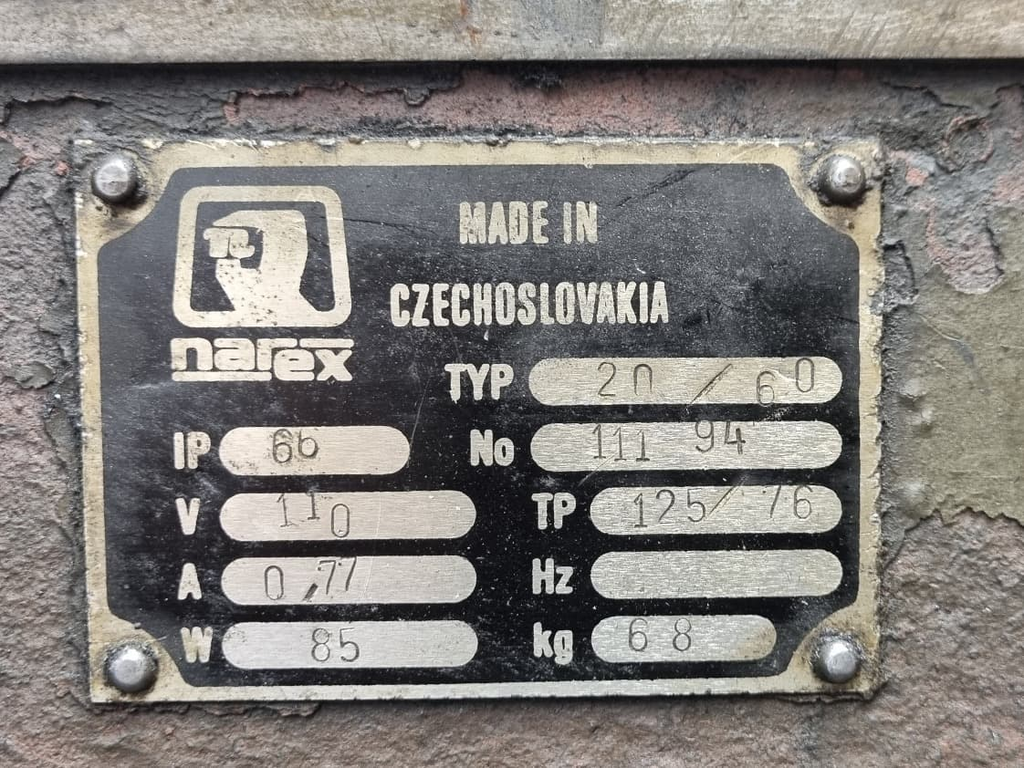 MADE IN
CZECHOSLOVAKIA
narex
TYP 20 / 60
IP 66 No 111 94
V 110 TP 125/76
A 0,77 Hz
W 85 kg 68